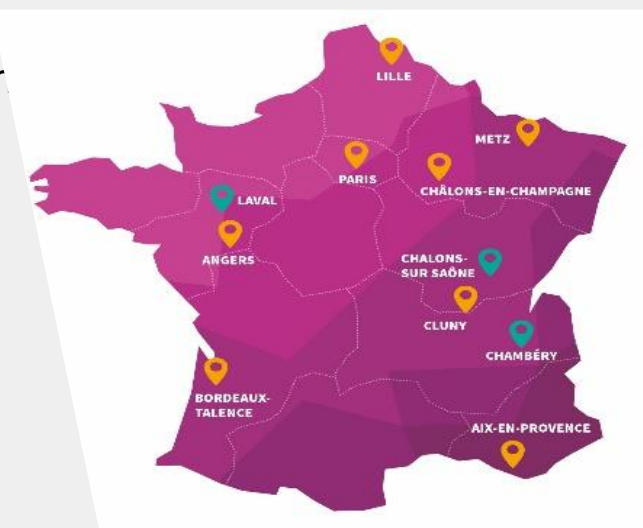 LILLE
METZ
PARIS
CHÂLONS-EN-CHAMPAGNE
LAVAL
ANGERS
CHALONS-
SUR SAÔNE
CLUNY
CHAMBÉRY
BORDEAUX-
TALENCE
AIX-EN-PROVENCE